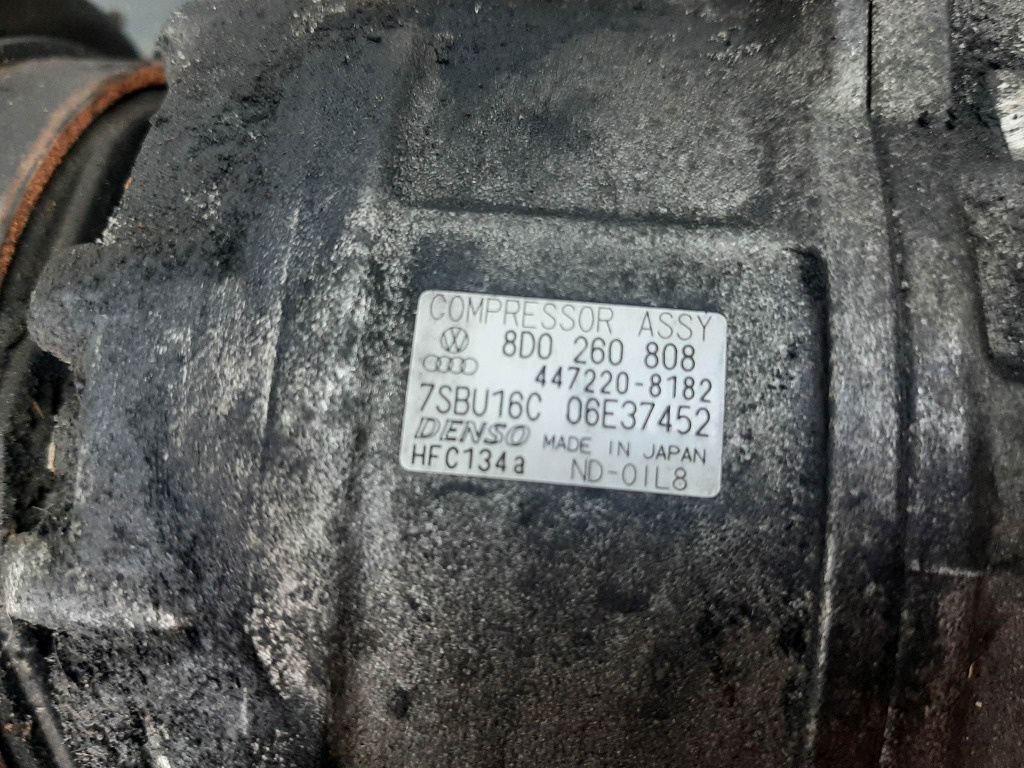 COMPRESSOR ASSY
8D0 260 808
447220-8182
7SBU16C 06E37452
DENSO MADE IN JAPAN
HFC134a ND-OIL8